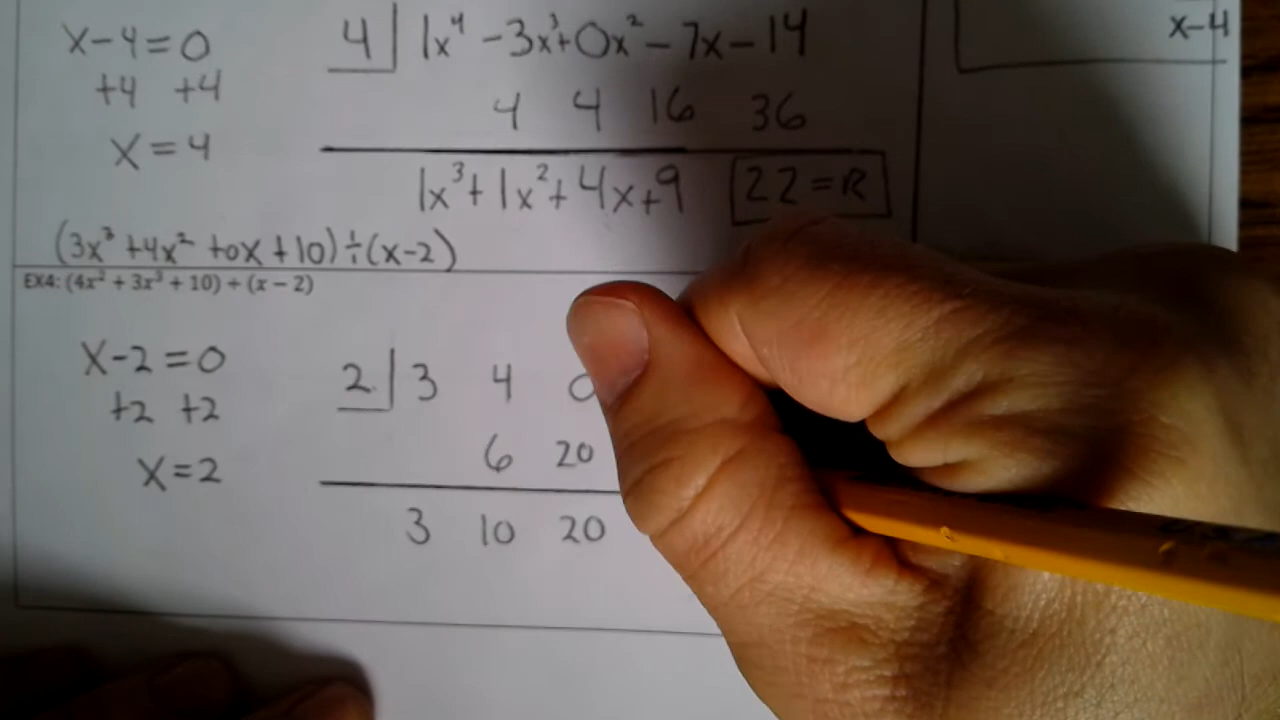 x-4=0
+4 +4
x=4
4 1x⁴ -3x³+0x²-7x-14
4 4 16 36
1x³+1x²+4x+9 22=R
x-4
(3x³+4x²+0x+10)÷(x-2)
EX4: (4x² + 3x³ + 10) ÷ (x − 2)
x-2=0
+2 +2
x=2
2 3 4 0
6 20
3 10 20